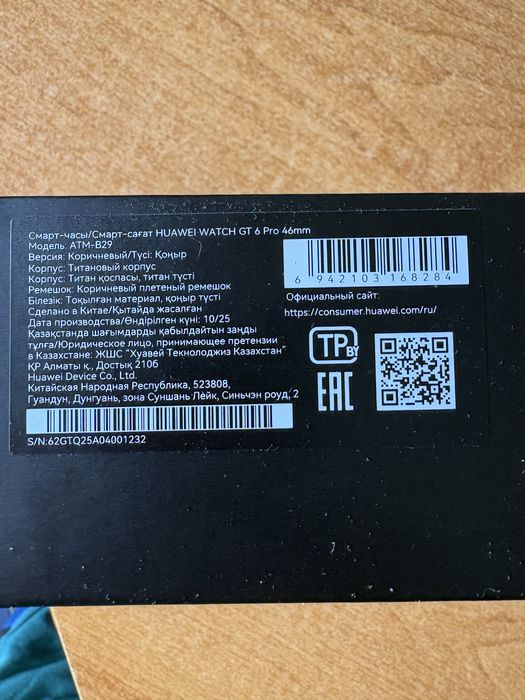 Смарт-часы/Смарт-сағат HUAWEI WATCH GT 6 Pro 46mm
Модель: ATM-B29
Версия: Коричневый/Түсі: Қоңыр
Корпус: Титановый корпус
Корпус: Титан қоспасы, титан түсті
Ремешок: Коричневый плетеный ремешок
Білезік: Тоқылған материал, қоңыр түсті
Сделано в Китае/Қытайда жасалған
Дата производства/Өндірілген күні: 10/25
Қазақстанда шағымдарды қабылдайтын заңды
тұлға/Юридическое лицо, принимающее претензии
в Казахстане: ЖШС "Хуавей Текнолоджиз Казахстан"
ҚР Алматы қ., Достық 210б
Huawei Device Co., Ltd.
Китайская Народная Республика, 523808,
Гуандун, Дунгуань, зона Суншань Лейк, Синьчэн роуд, 2
S/N:62GTQ25A04001232
6 942103 168284
Официальный сайт:
https://consumer.huawei.com/ru/
TP BY
EAC